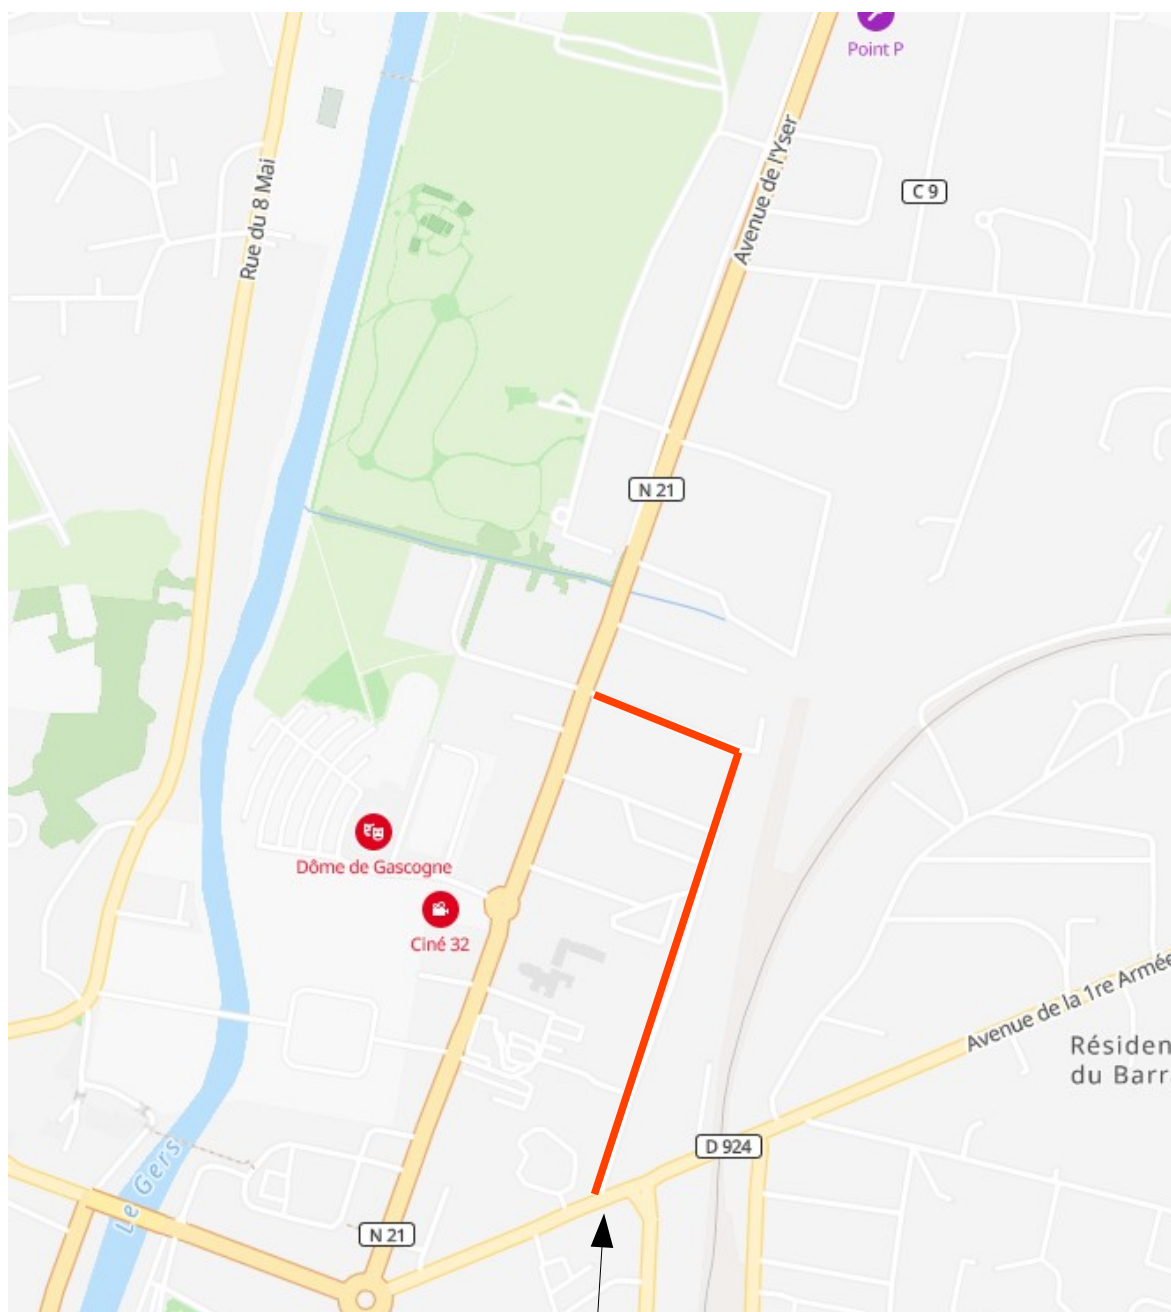 Point P
Avenue de l'Yser
Rue du 8 Mai
C 9
N 21
Dôme de Gascogne
Ciné 32
Avenue de la 1re Armée
Résiden
du Barr
D 924
Le Gers
N 21